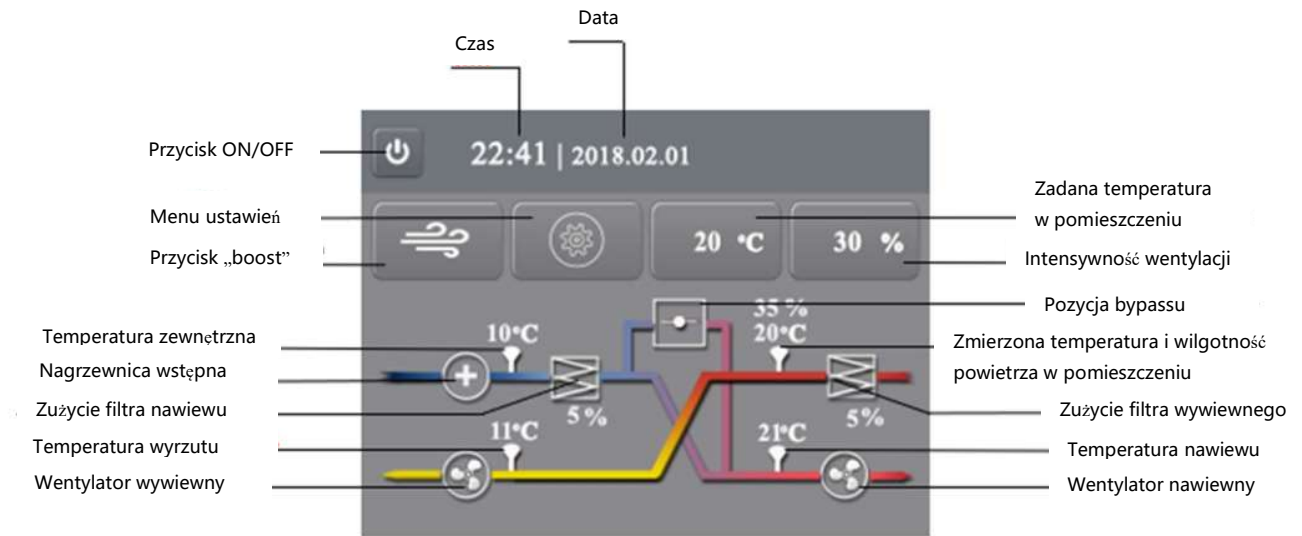 Data
Czas
Przycisk ON/OFF
22:41 | 2018.02.01
Zadana temperatura
w pomieszczeniu
Menu ustawień
20 °C
30 %
Przycisk „boost”
Intensywność wentylacji
Pozycja bypassu
35 %
Temperatura zewnętrzna
10°C
20°C
Zmierzona temperatura i wilgotność
powietrza w pomieszczeniu
Nagrzewnica wstępna
Zużycie filtra nawiewu
5%
5%
Zużycie filtra wywiewnego
Temperatura wyrzutu
11°C
21°C
Temperatura nawiewu
Wentylator wywiewny
Wentylator nawiewny